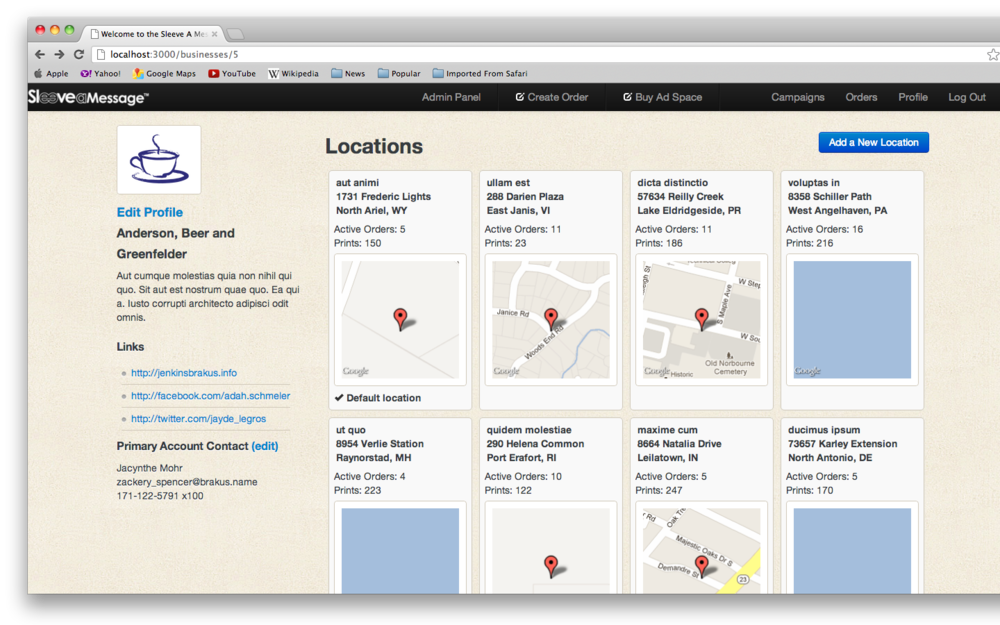 Welcome to the Sleeve A Mes
localhost:3000/businesses/5
Apple Yahoo! Google Maps YouTube Wikipedia News Popular Imported From Safari
SleeveaMessage™ Admin Panel Create Order Buy Ad Space Campaigns Orders Profile Log Out
Edit Profile
Anderson, Beer and
Greenfelder
Aut cumque molestias quia non nihil qui
quo. Sit aut est nostrum quae quo. Ea qui
a. Iusto corrupti architecto adipisci odit
omnis.
Links
http://jenkinsbrakus.info
http://facebook.com/adah.schmeler
http://twitter.com/jayde_legros
Primary Account Contact (edit)
Jacynthe Mohr
zackery_spencer@brakus.name
171-122-5791 x100
Locations
Add a New Location
aut animi
1731 Frederic Lights
North Ariel, WY
Active Orders: 5
Prints: 150
Google
Default location
ullam est
288 Darien Plaza
East Janis, VI
Active Orders: 11
Prints: 23
Janice Rd
Woods End Rd
Google
dicta distinctio
57634 Reilly Creek
Lake Eldridgeside, PR
Active Orders: 11
Prints: 186
W Step
S Maple Ave
W Sou
Old Norbourne
Cemetery
Google
Historic
voluptas in
8358 Schiller Path
West Angelhaven, PA
Active Orders: 16
Prints: 216
Google
ut quo
8954 Verlie Station
Raynorstad, MH
Active Orders: 4
Prints: 223
quidem molestiae
290 Helena Common
Port Erafort, RI
Active Orders: 10
Prints: 122
maxime cum
8664 Natalia Drive
Leilatown, IN
Active Orders: 5
Prints: 247
r Rd
Oak Tr
Majestic Oaks Dr S
Demandre St
23
ducimus ipsum
73657 Karley Extension
North Antonio, DE
Active Orders: 5
Prints: 170